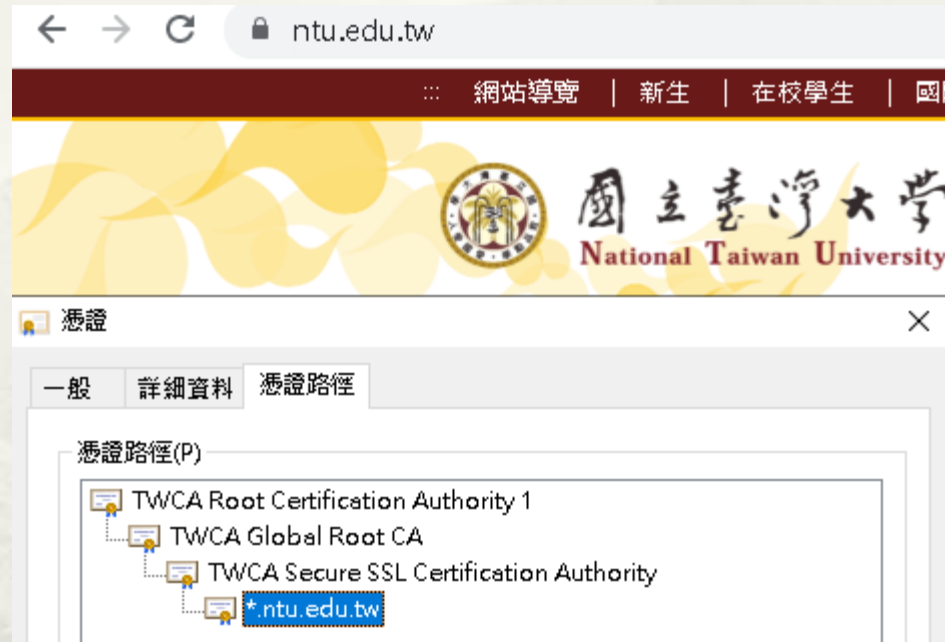 ntu.edu.tw
::: 網站導覽 | 新生 | 在校學生 |
國立臺灣大學
National Taiwan University
憑證
一般 詳細資料 憑證路徑
憑證路徑(P)
TWCA Root Certification Authority 1
TWCA Global Root CA
TWCA Secure SSL Certification Authority
*.ntu.edu.tw